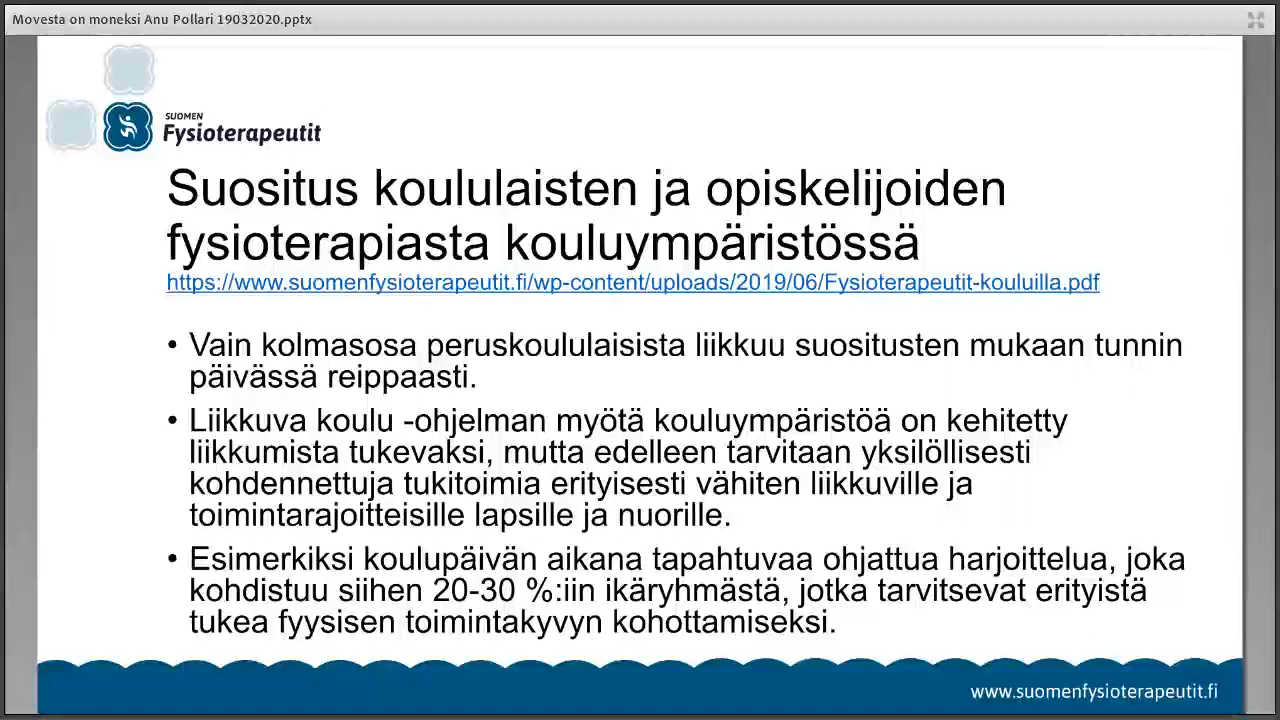 Movesta on moneksi Anu Pollari 19032020.pptx
SUOMEN
Fysioterapeutit
Suositus koululaisten ja opiskelijoiden
fysioterapiasta kouluympäristössä
https://www.suomenfysioterapeutit.fi/wp-content/uploads/2019/06/Fysioterapeutit-kouluilla.pdf
• Vain kolmasosa peruskoululaisista liikkuu suositusten mukaan tunnin
päivässä reippaasti.
• Liikkuva koulu -ohjelman myötä kouluympäristöä on kehitetty
liikkumista tukevaksi, mutta edelleen tarvitaan yksilöllisesti
kohdennettuja tukitoimia erityisesti vähiten liikkuville ja
toimintarajoitteisille lapsille ja nuorille.
• Esimerkiksi koulupäivän aikana tapahtuvaa ohjattua harjoittelua, joka
kohdistuu siihen 20-30 %:iin ikäryhmästä, jotka tarvitsevat erityistä
tukea fyysisen toimintakyvyn kohottamiseksi.
www.suomenfysioterapeutit.fi